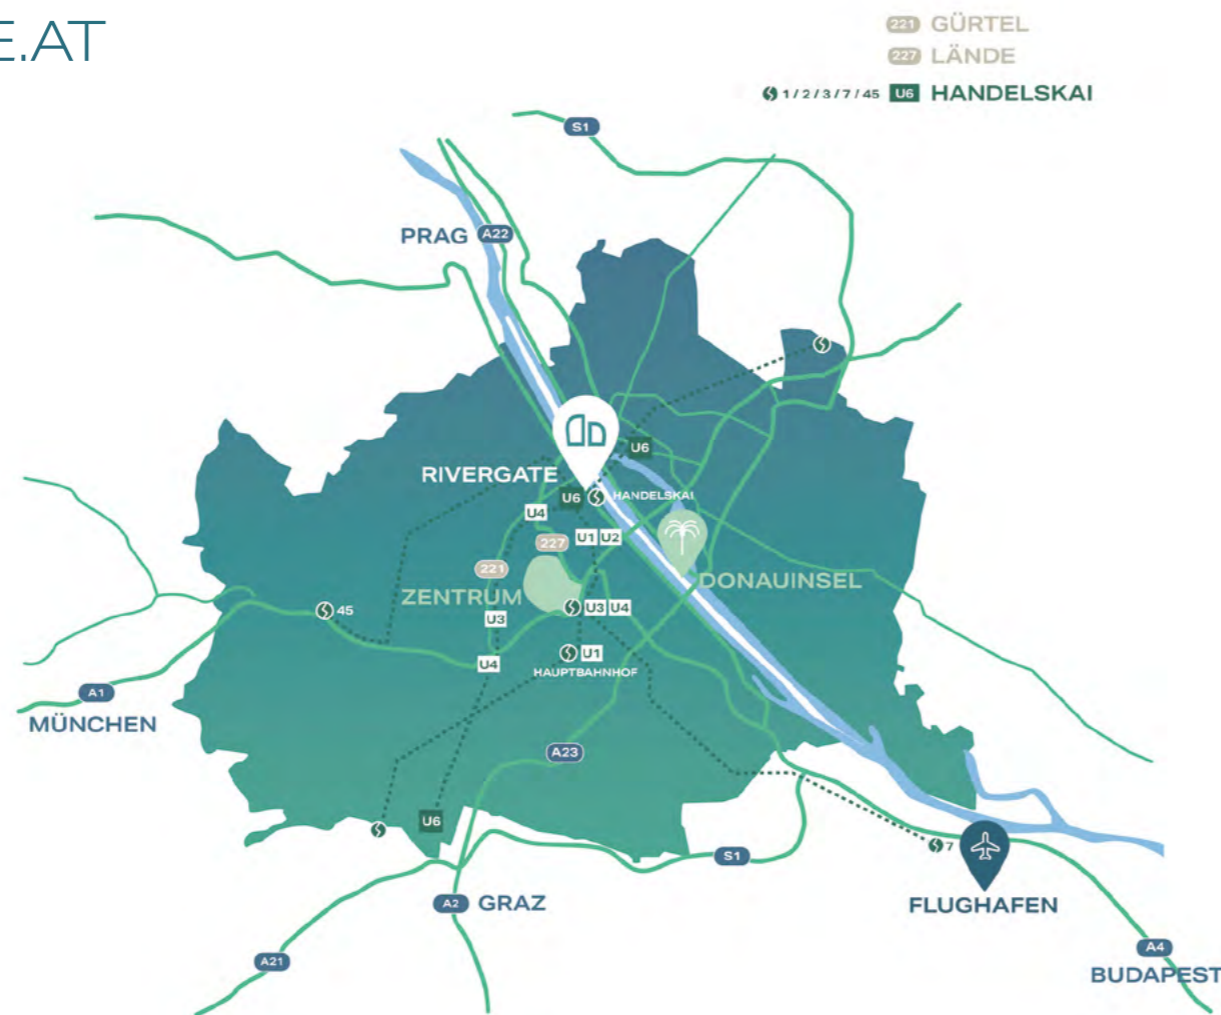 E.AT
221 GÜRTEL
227 LÄNDE
1 / 2 / 3 / 7 / 45 U6 HANDELSKAI
S1
PRAG A22
U6
RIVERGATE
U6 HANDELSKAI
U4
227 U1 U2
221
DONAUINSEL
ZENTRUM
45
U3 U4
U3
U4
U1
HAUPTBAHNHOF
A1
MÜNCHEN
A23
U6
7
S1
FLUGHAFEN
A2 GRAZ
A4
A21
BUDAPEST